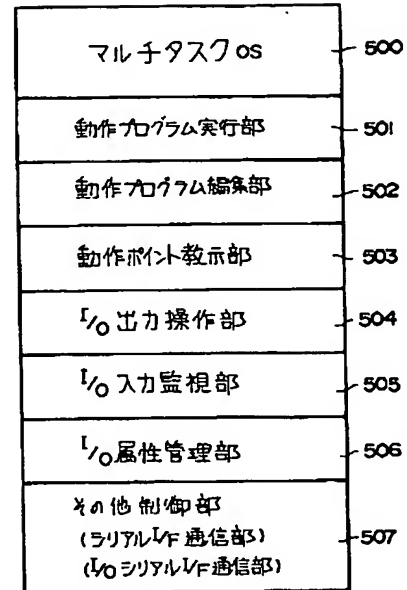 マルチタスクOS 500
動作プログラム実行部 501
動作プログラム編集部 502
動作ポイント教示部 503
I/O出力操作部 504
I/O入力監視部 505
I/O属性管理部 506
その他制御部
(シリアルI/F通信部) 507
(I/OシリアルI/F通信部)